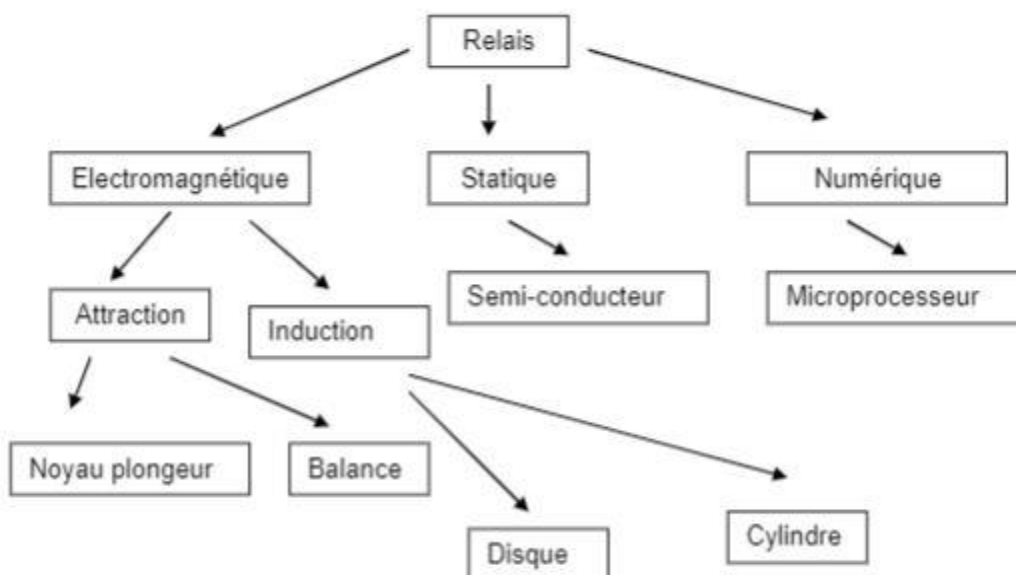 Relais
Electromagnétique
Statique
Numérique
Attraction
Induction
Semi-conducteur
Microprocesseur
Noyau plongeur
Balance
Disque
Cylindre